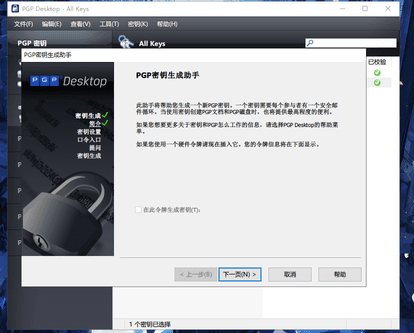 PGP Desktop - All Keys
文件(F) 编辑(E) 查看(V) 工具(T) 密钥(K) 帮助(H)
PGP 密钥
All Keys
已校验
PGP密钥生成助手
PGP Desktop
密钥生成
简介
密钥设置
口令入口
提问
密钥生成
PGP密钥生成助手
此助手将帮助您生成一个新PGP密钥。一个密钥需要每个参与者有一个安全邮
件循环。当使用密钥创建PGP文档和PGP磁盘时，也将提供最高程度的便利。
如果您想要更多关于密钥和PGP怎么工作的信息，请选择PGP Desktop的帮助菜
单。
如果您使用一个硬件令牌请现在插入它。您的令牌信息将在下面显示。
在此令牌生成密钥(T):
< 上一步(B)
下一页(N) >
取消
帮助
1 个密钥已选择